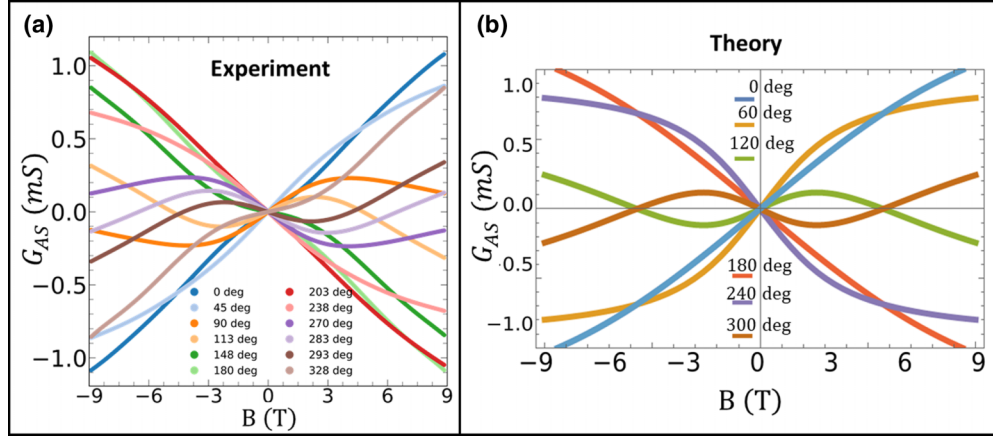 (a)
Experiment
G_AS (mS)
1.0
0.5
0.0
−0.5
−1.0
0 deg
45 deg
90 deg
113 deg
148 deg
180 deg
203 deg
238 deg
270 deg
283 deg
293 deg
328 deg
−9 −6 −3 0 3 6 9
B (T)
(b)
Theory
G_AS (mS)
1.0
0.5
0.0
−0.5
−1.0
0 deg
60 deg
120 deg
180 deg
240 deg
300 deg
−9 −6 −3 0 3 6 9
B (T)